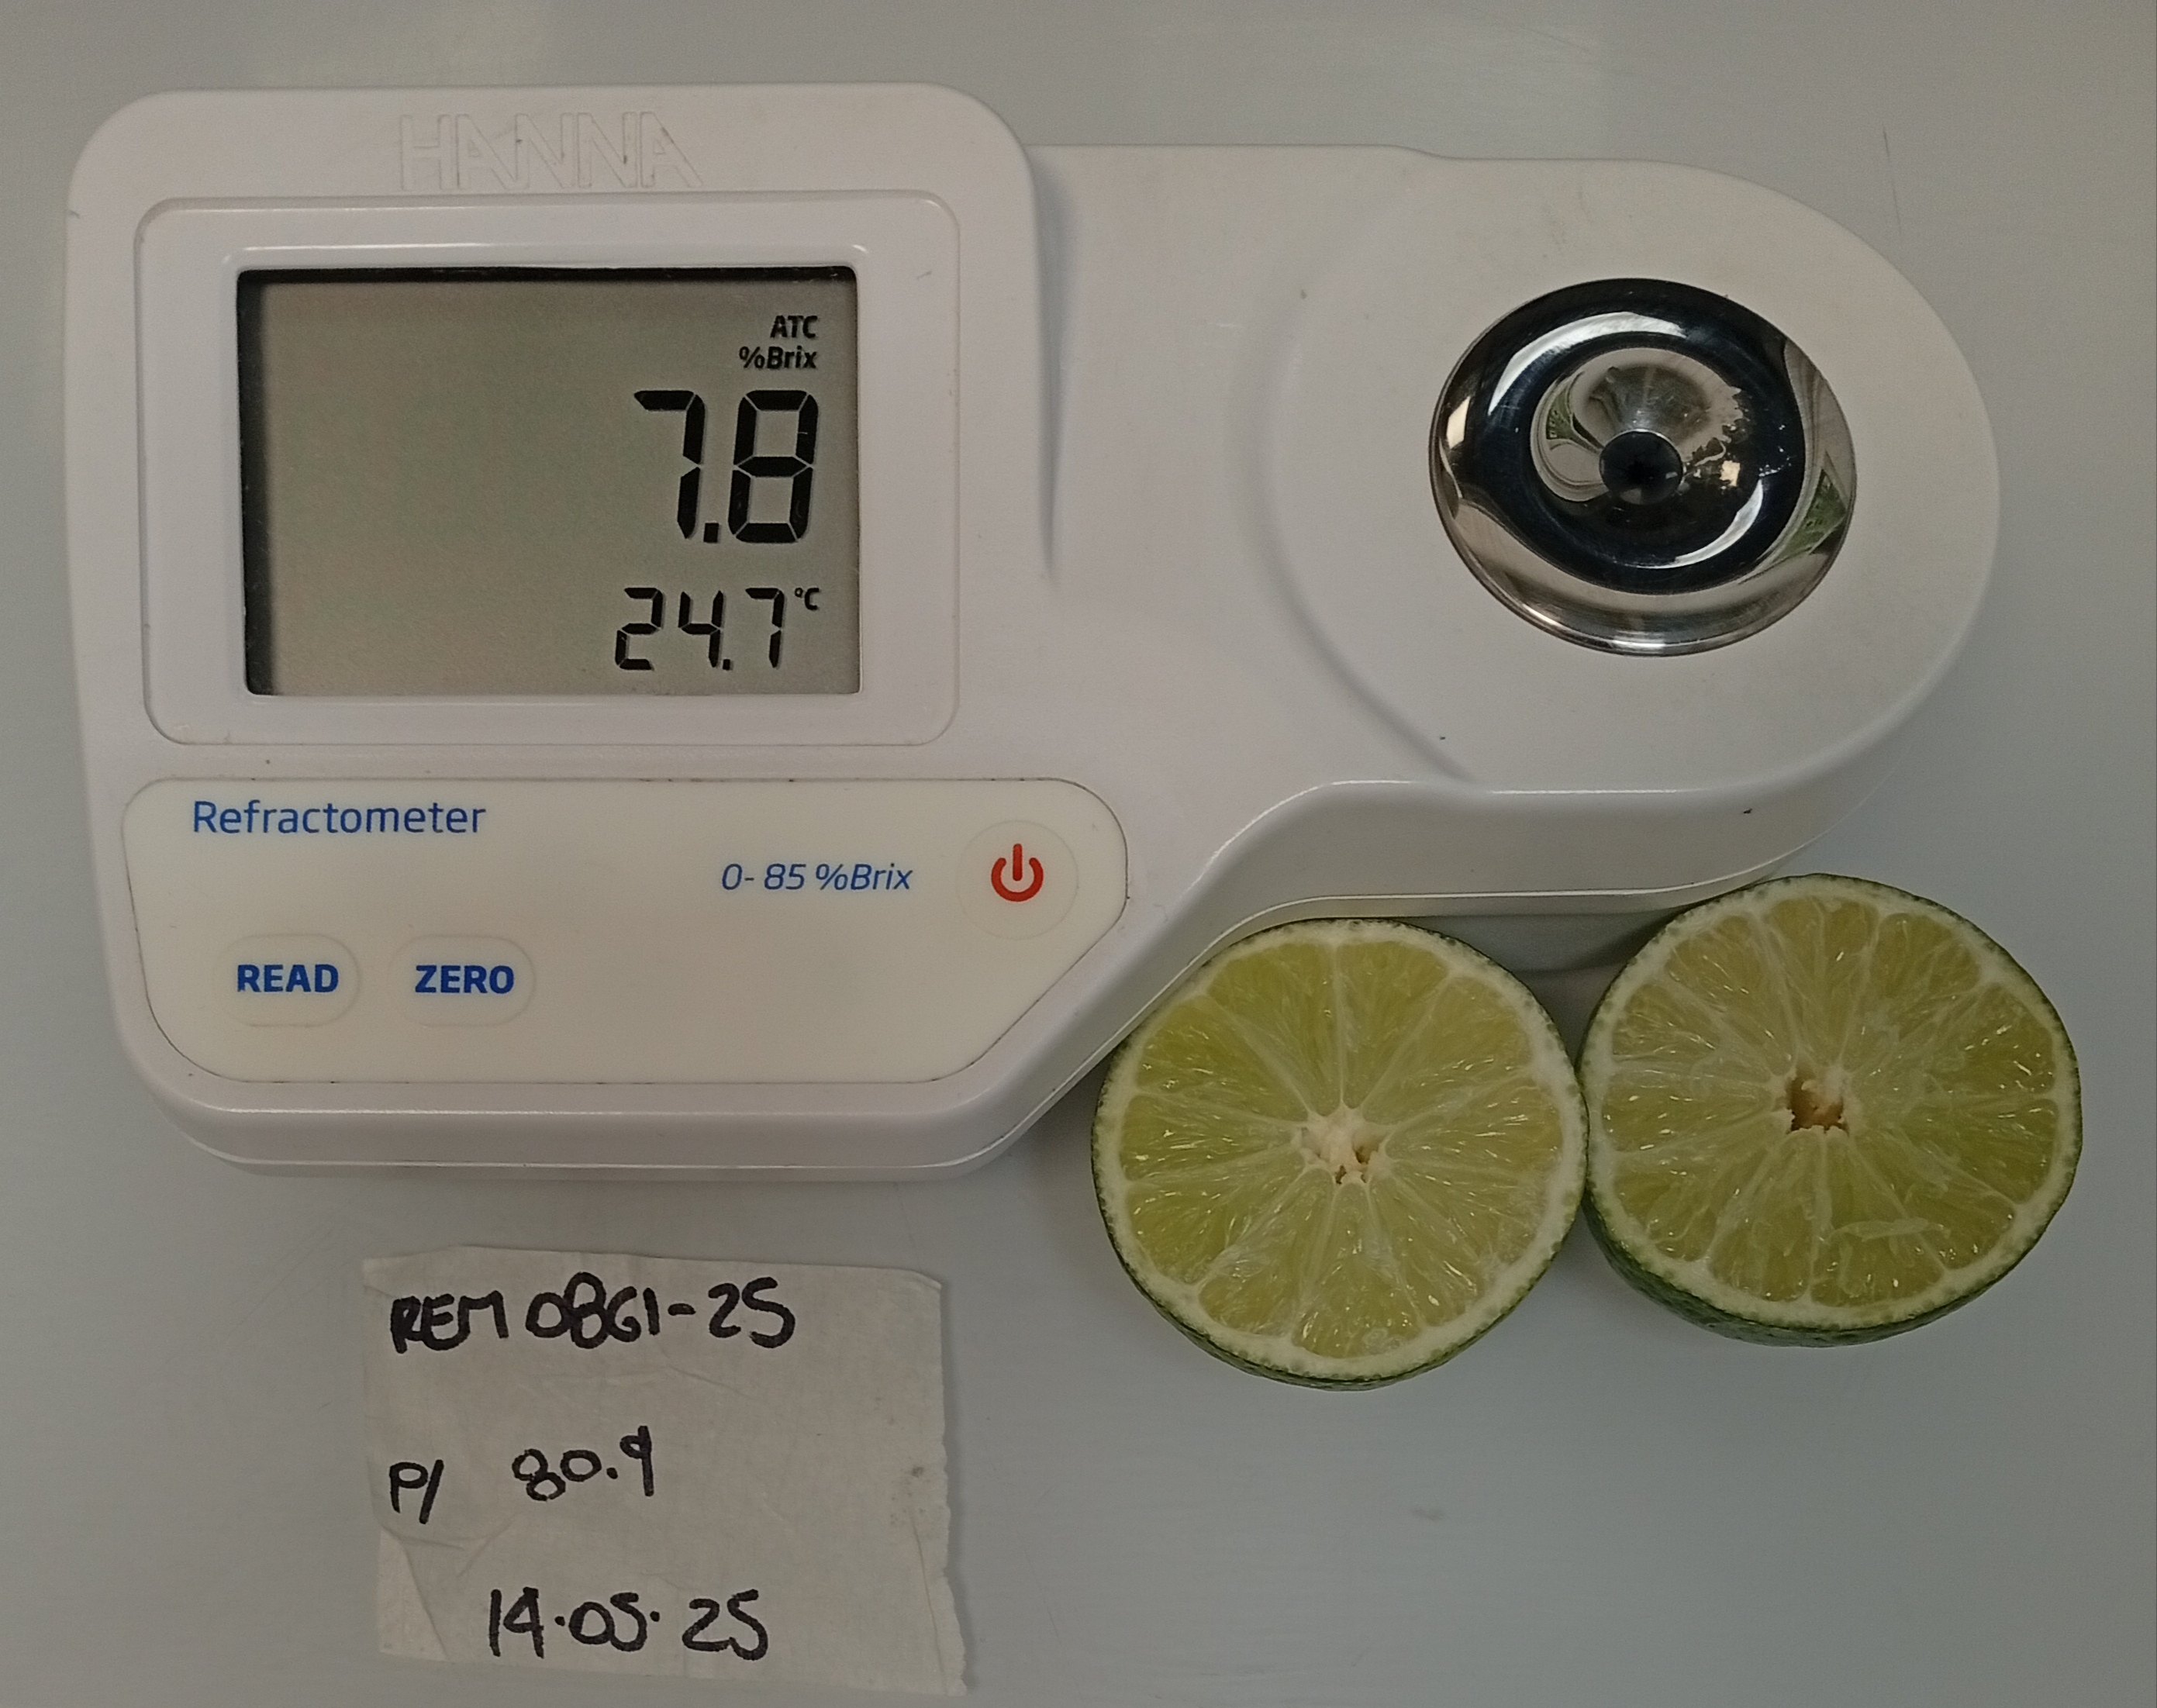 HANNA
ATC
%Brix
7.8
24.7 °C
Refractometer
0- 85 %Brix
READ ZERO
REM 0861-25
P/ 80.9
14.05.25